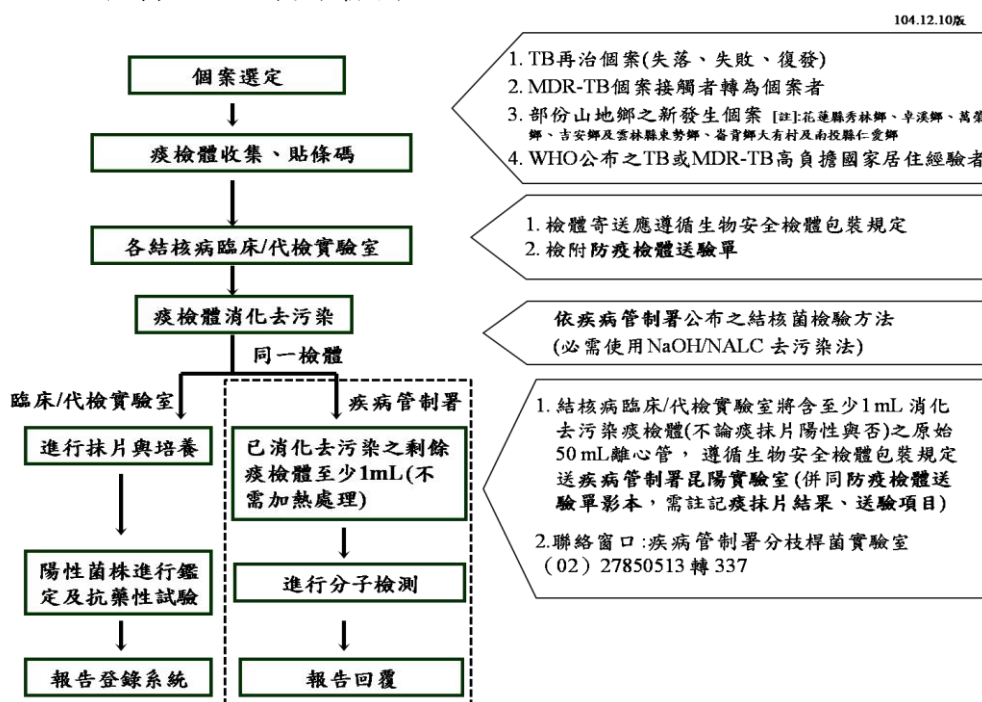 104.12.10版
個案選定
1. TB再治個案(失落、失敗、復發)
2. MDR-TB個案接觸者轉為個案者
3. 部份山地鄉之新發生個案 [註]:花蓮縣秀林鄉、卓溪鄉、萬榮
鄉、吉安鄉及雲林縣東勢鄉、崙背鄉大有村及南投縣仁愛鄉
4. WHO公布之TB或MDR-TB高負擔國家居住經驗者
痰檢體收集、貼條碼
各結核病臨床/代檢實驗室
1. 檢體寄送應遵循生物安全檢體包裝規定
2. 檢附防疫檢體送驗單
痰檢體消化去污染
依疾病管制署公布之結核菌檢驗方法
(必需使用NaOH/NALC 去污染法)
同一檢體
臨床/代檢實驗室
疾病管制署
進行抹片與培養
已消化去污染之剩餘
痰檢體至少1mL(不
需加熱處理)
1. 結核病臨床/代檢實驗室將含至少1 mL 消化
去污染痰檢體(不論痰抹片陽性與否)之原始
50 mL離心管， 遵循生物安全檢體包裝規定
送疾病管制署昆陽實驗室(併同防疫檢體送
驗單影本，需註記痰抹片結果、送驗項目)
2.聯絡窗口:疾病管制署分枝桿菌實驗室
(02) 27850513 轉 337
陽性菌株進行鑑
定及抗藥性試驗
進行分子檢測
報告登錄系統
報告回覆